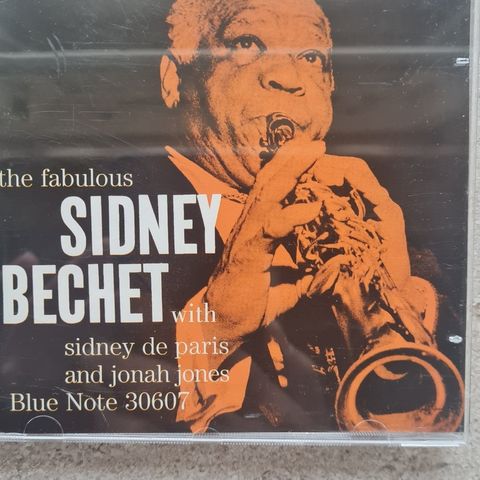 the fabulous
SIDNEY
BECHET
with
sidney de paris
and jonah jones
Blue Note 30607